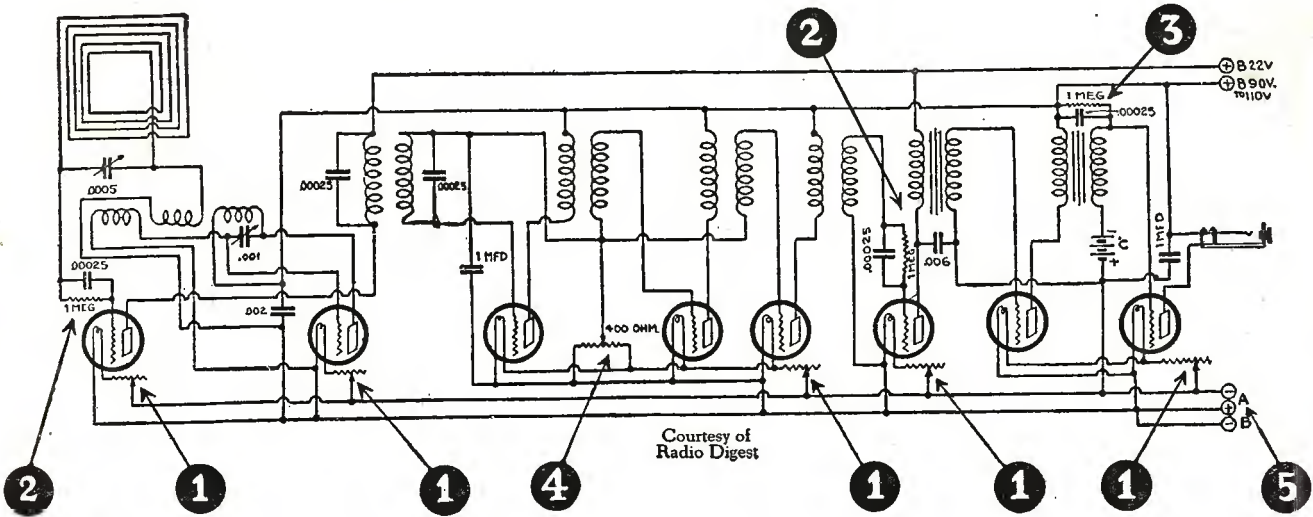 2
3
⊕ B 22V
⊕ B 90V.
TO 110V
1 MEG
.00025
.0005
.00025
.00025
.001
.00025
1 MEG
.002
1 MFD
400 OHM.
.00025
1 MEG
.006
C
+
1 MFD
⊖ A
⊕
⊖ B
Courtesy of
Radio Digest
2
1
1
4
1
1
1
5